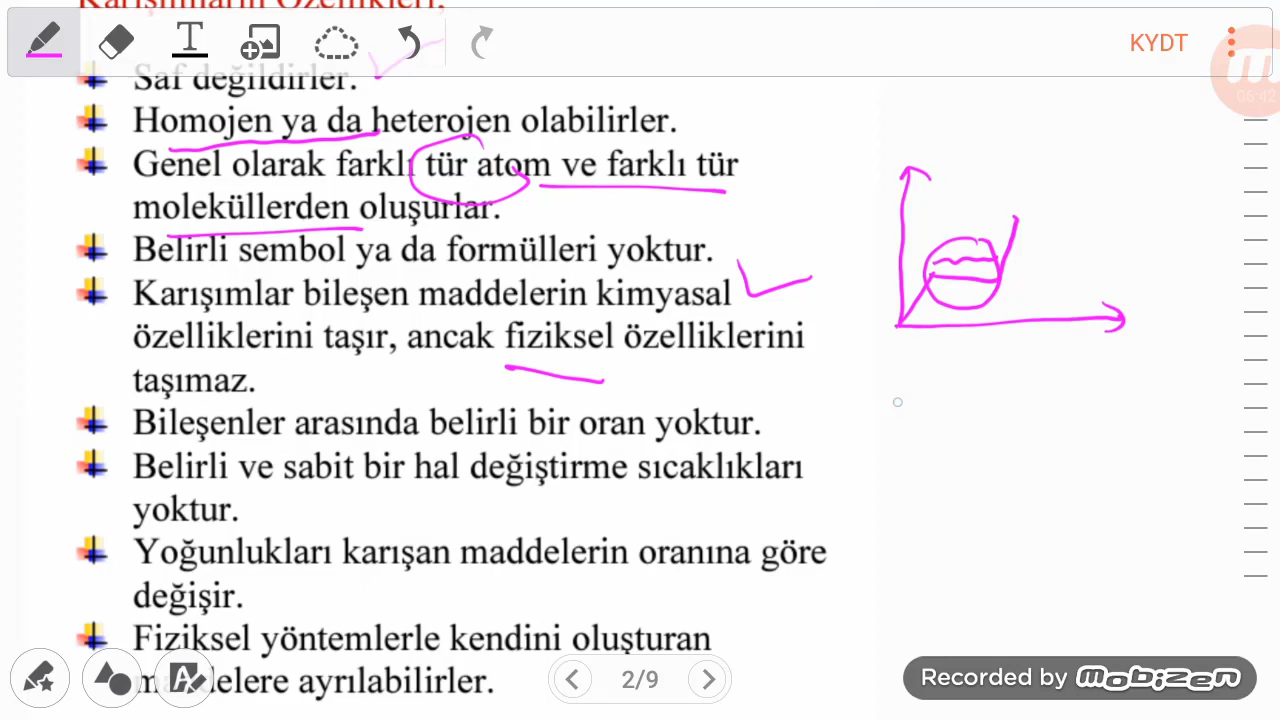 Karışımların Özellikleri;
T
KYDT
Saf değildirler.
06:42
Homojen ya da heterojen olabilirler.
Genel olarak farklı tür atom ve farklı tür
moleküllerden oluşurlar.
Belirli sembol ya da formülleri yoktur.
Karışımlar bileşen maddelerin kimyasal
özelliklerini taşır, ancak fiziksel özelliklerini
taşımaz.
Bileşenler arasında belirli bir oran yoktur.
Belirli ve sabit bir hal değiştirme sıcaklıkları
yoktur.
Yoğunlukları karışan maddelerin oranına göre
değişir.
Fiziksel yöntemlerle kendini oluşturan
maddelere ayrılabilirler.
2/9
Recorded by mobizen